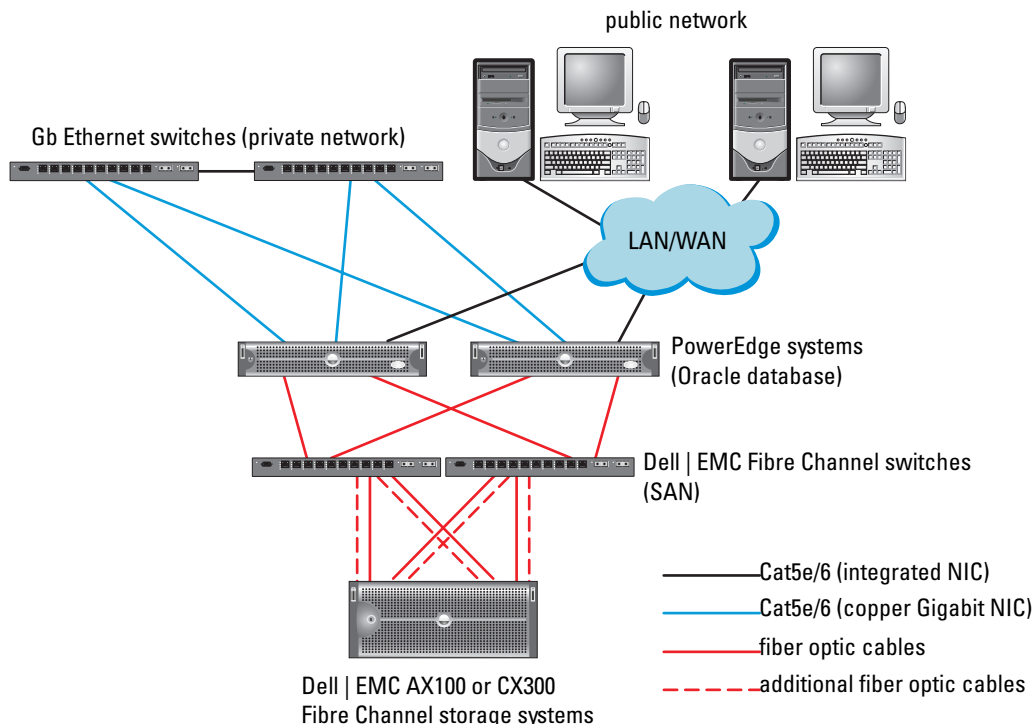 public network
Gb Ethernet switches (private network)
LAN/WAN
PowerEdge systems
(Oracle database)
Dell | EMC Fibre Channel switches
(SAN)
Cat5e/6 (integrated NIC)
Cat5e/6 (copper Gigabit NIC)
fiber optic cables
additional fiber optic cables
Dell | EMC AX100 or CX300
Fibre Channel storage systems